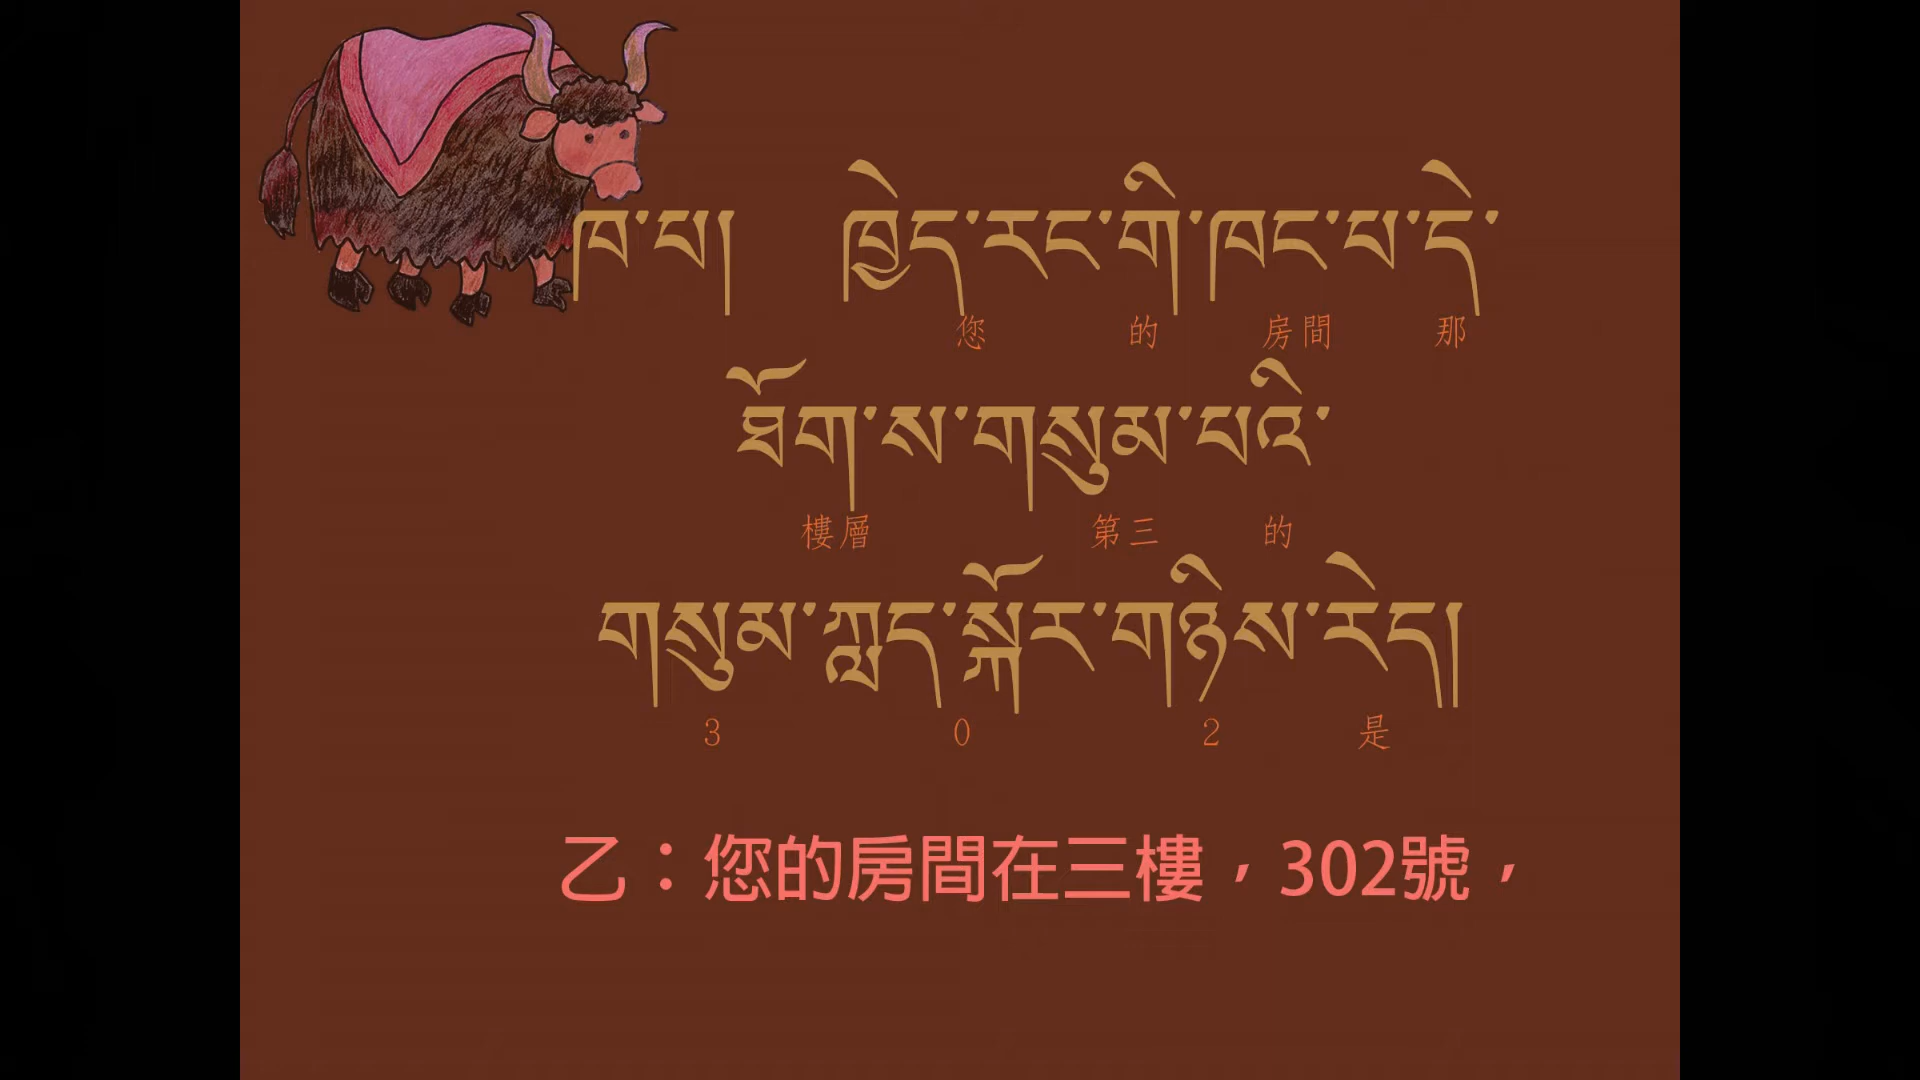 ཁ་པ། ཁྱེད་རང་གི་ཁང་པ་དེ་
您 的 房間 那
ཐོག་ས་གསུམ་པའི་
樓層 第三 的
གསུམ་ཀླད་སྐོར་གཉིས་རེད།
3 0 2 是
乙：您的房間在三樓，302號，